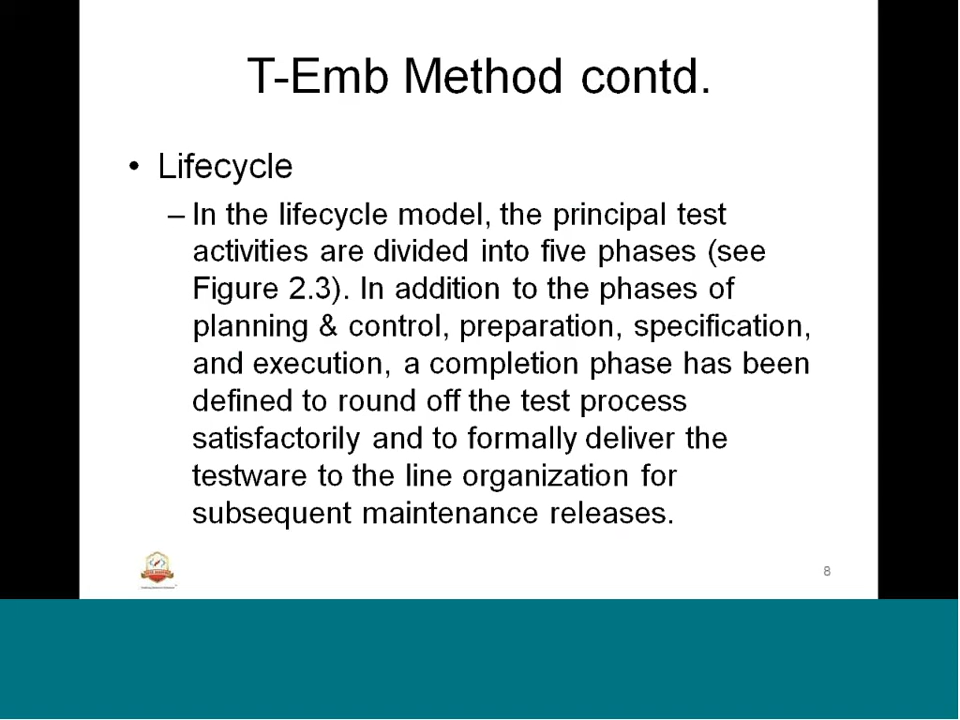 T-Emb Method contd.
• Lifecycle
– In the lifecycle model, the principal test
activities are divided into five phases (see
Figure 2.3). In addition to the phases of
planning & control, preparation, specification,
and execution, a completion phase has been
defined to round off the test process
satisfactorily and to formally deliver the
testware to the line organization for
subsequent maintenance releases.
8